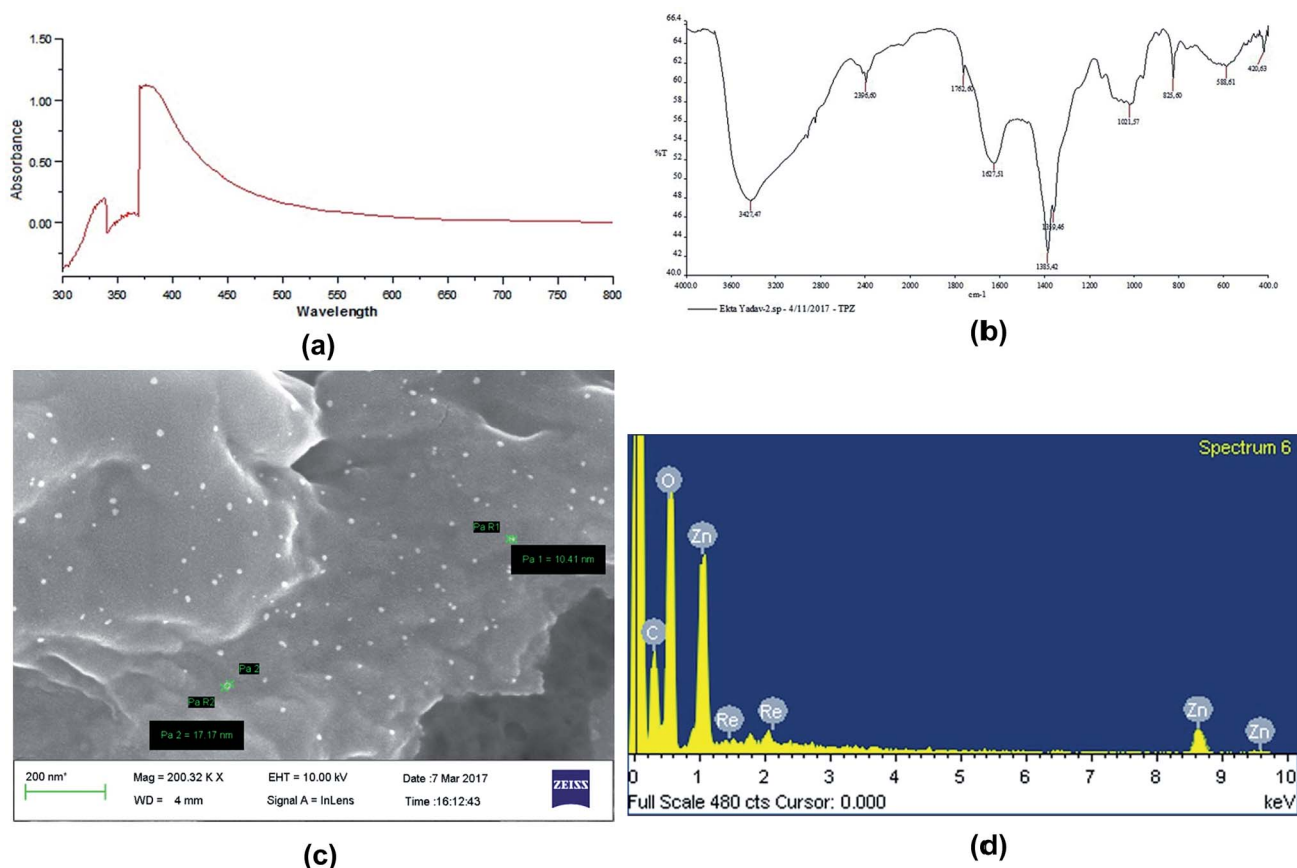 1.50
1.00
0.50
0.00
Absorbance
300 350 400 450 500 550 600 650 700 750 800
Wavelength
(a)
66.4
64
62
60
58
56
54
52
50
48
46
44
42
40.0
%T
3427,47
2396,60
1762,60
1627,51
1385,42
1021,57
825,60
588,61
420,63
4000.0 3600 3200 2800 2400 2000 1800 1600 1400 1200 1000 800 600 400.0
cm-1
Ekta Yadav-2.sp - 4/11/2017 - TPZ
(b)
Pa R1
Pa 1 = 10.41 nm
Pa 2
Pa R2
Pa 2 = 17.17 nm
200 nm*
Mag = 200.32 K X
EHT = 10.00 kV
Date :7 Mar 2017
WD = 4 mm
Signal A = InLens
Time :16:12:43
ZEISS
(c)
Spectrum 6
O
Zn
C
Re
Re
Zn
Zn
0 1 2 3 4 5 6 7 8 9 10
Full Scale 480 cts Cursor: 0.000
keV
(d)